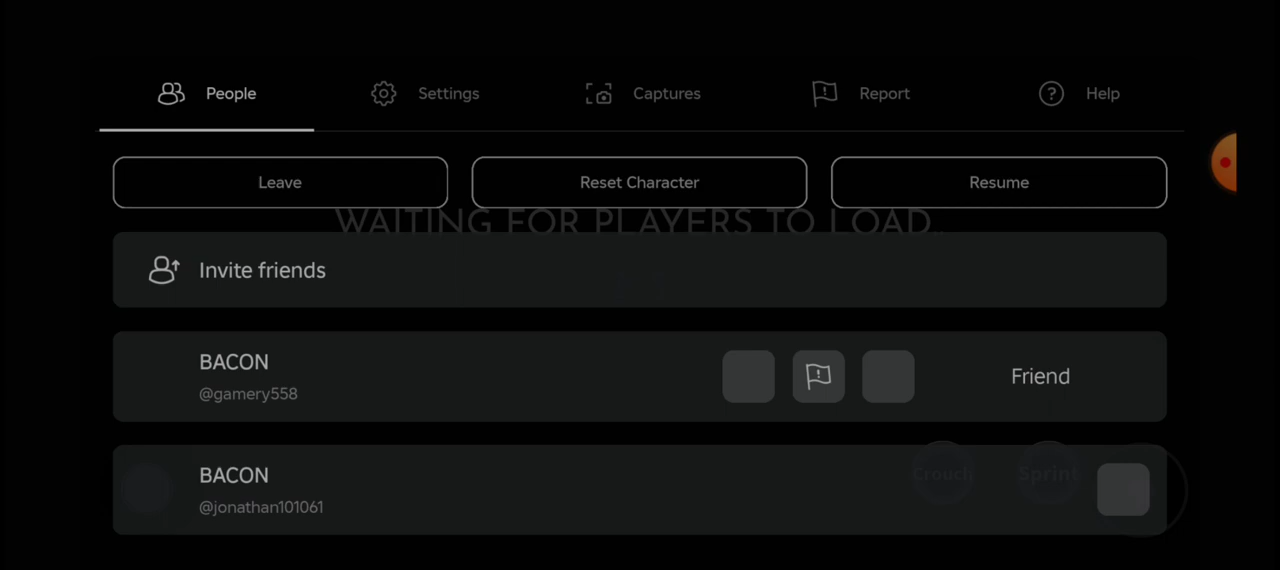 People
Settings
Captures
Report
Help
Leave
Reset Character
Resume
WAITING FOR PLAYERS TO LOAD..
Invite friends
BACON
@gamery558
Friend
BACON
@jonathan101061
Crouch
Sprint